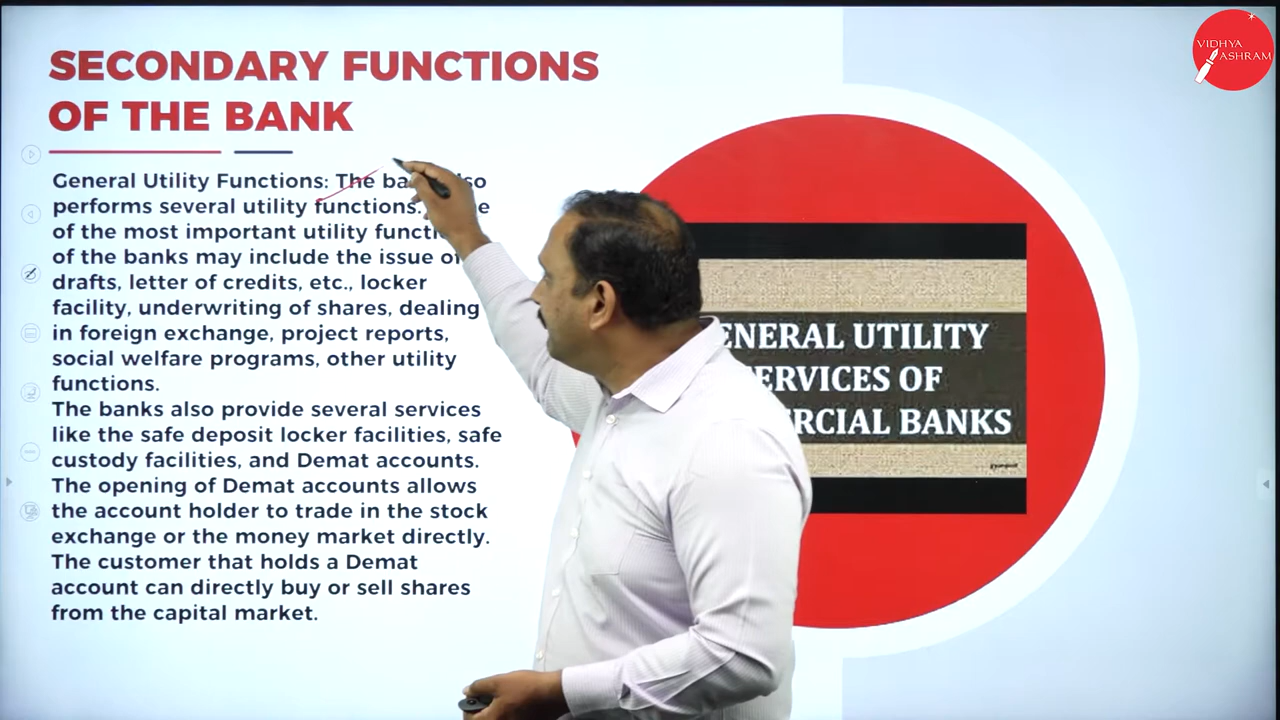 SECONDARY FUNCTIONS
OF THE BANK
General Utility Functions: The
performs several utility functions.
of the most important utility
of the banks may include the issue of
drafts, letter of credits, etc., locker
facility, underwriting of shares, dealing
in foreign exchange, project reports,
social welfare programs, other utility
functions.
The banks also provide several services
like the safe deposit locker facilities, safe
custody facilities, and Demat accounts.
The opening of Demat accounts allows
the account holder to trade in the stock
exchange or the money market directly.
The customer that holds a Demat
account can directly buy or sell shares
from the capital market.
UTILITY
OF
BANKS
VIDHYA
ASHRAM